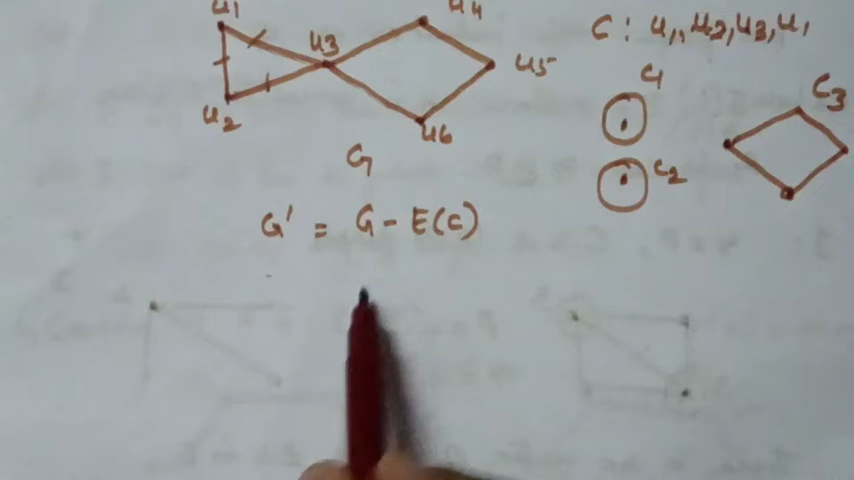 u1
u4
C : u1, u2, u3, u1
u3
u5
C1
C3
u2
u6
G
C2
G' = G - E(C)